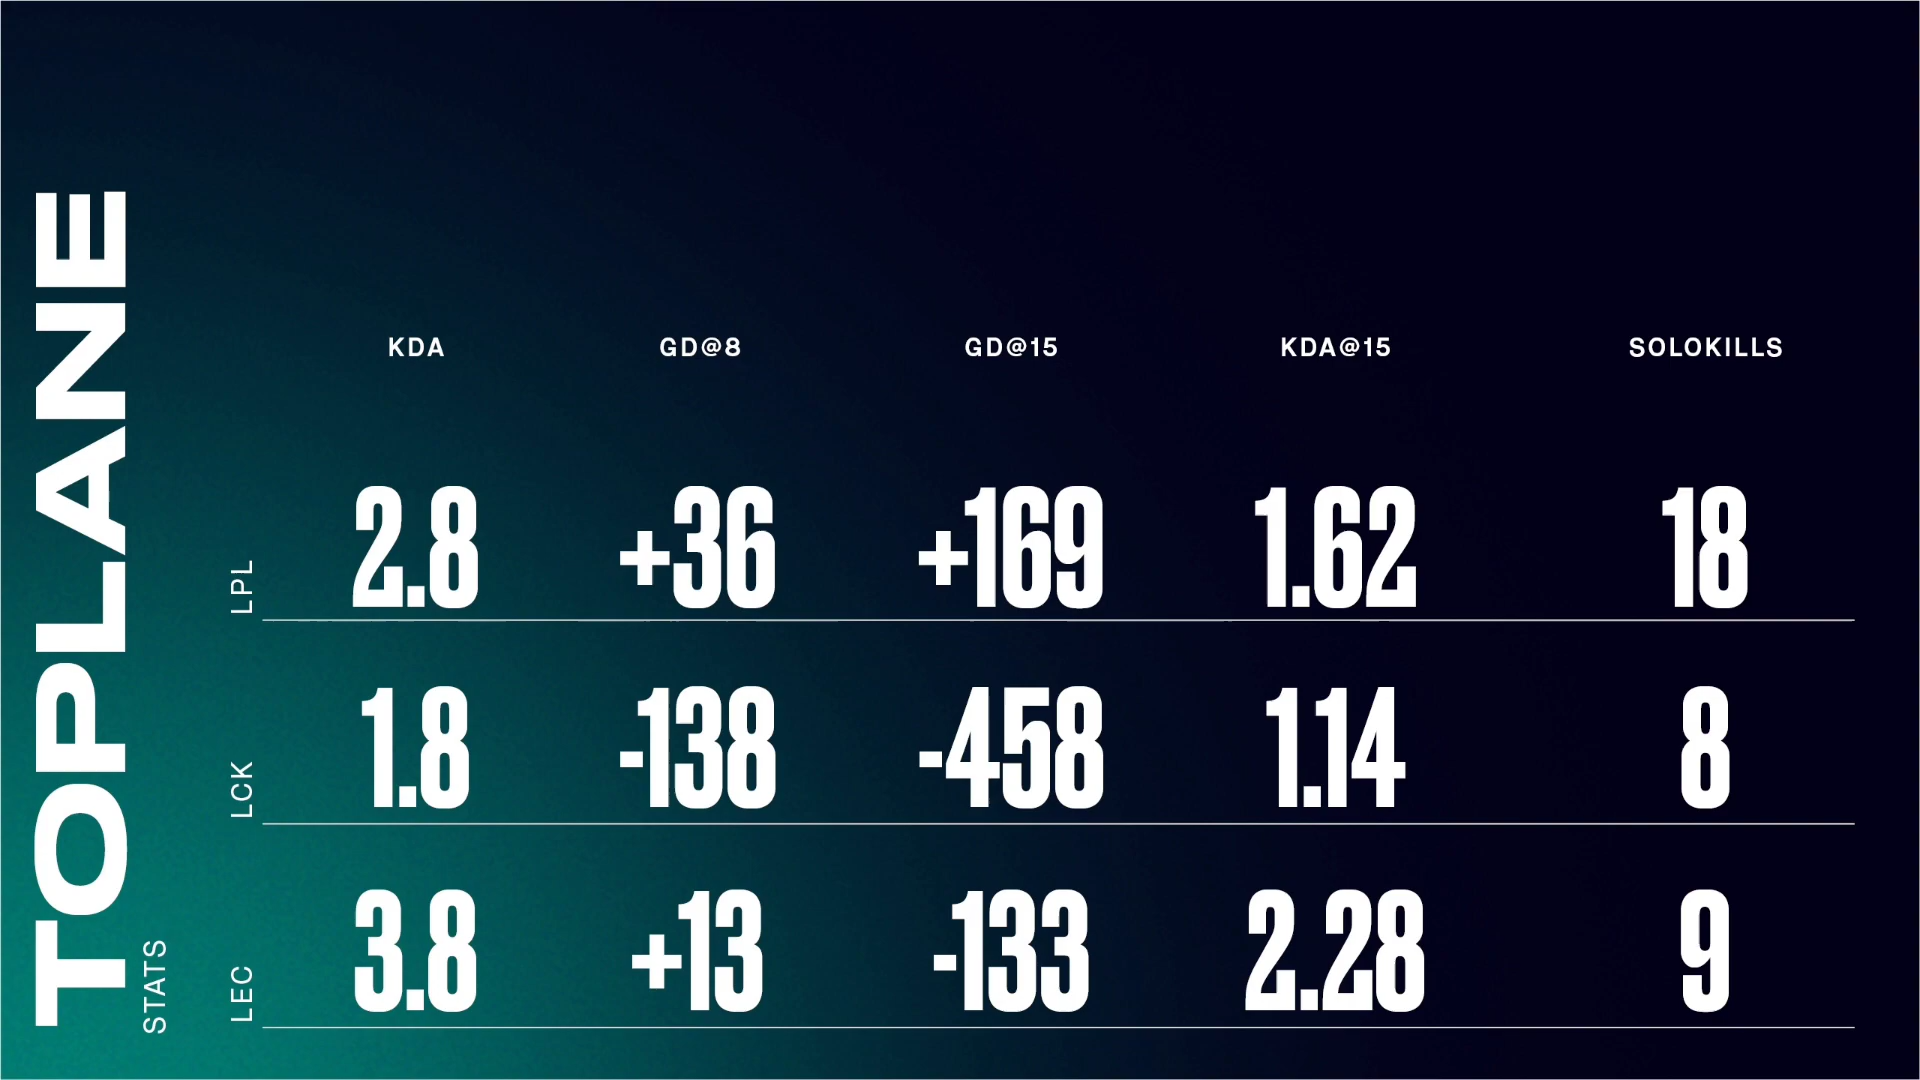 TOPLANE
STATS
KDA GD@8 GD@15 KDA@15 SOLOKILLS
LPL 2.8 +36 +169 1.62 18
LCK 1.8 -138 -458 1.14 8
LEC 3.8 +13 -133 2.28 9